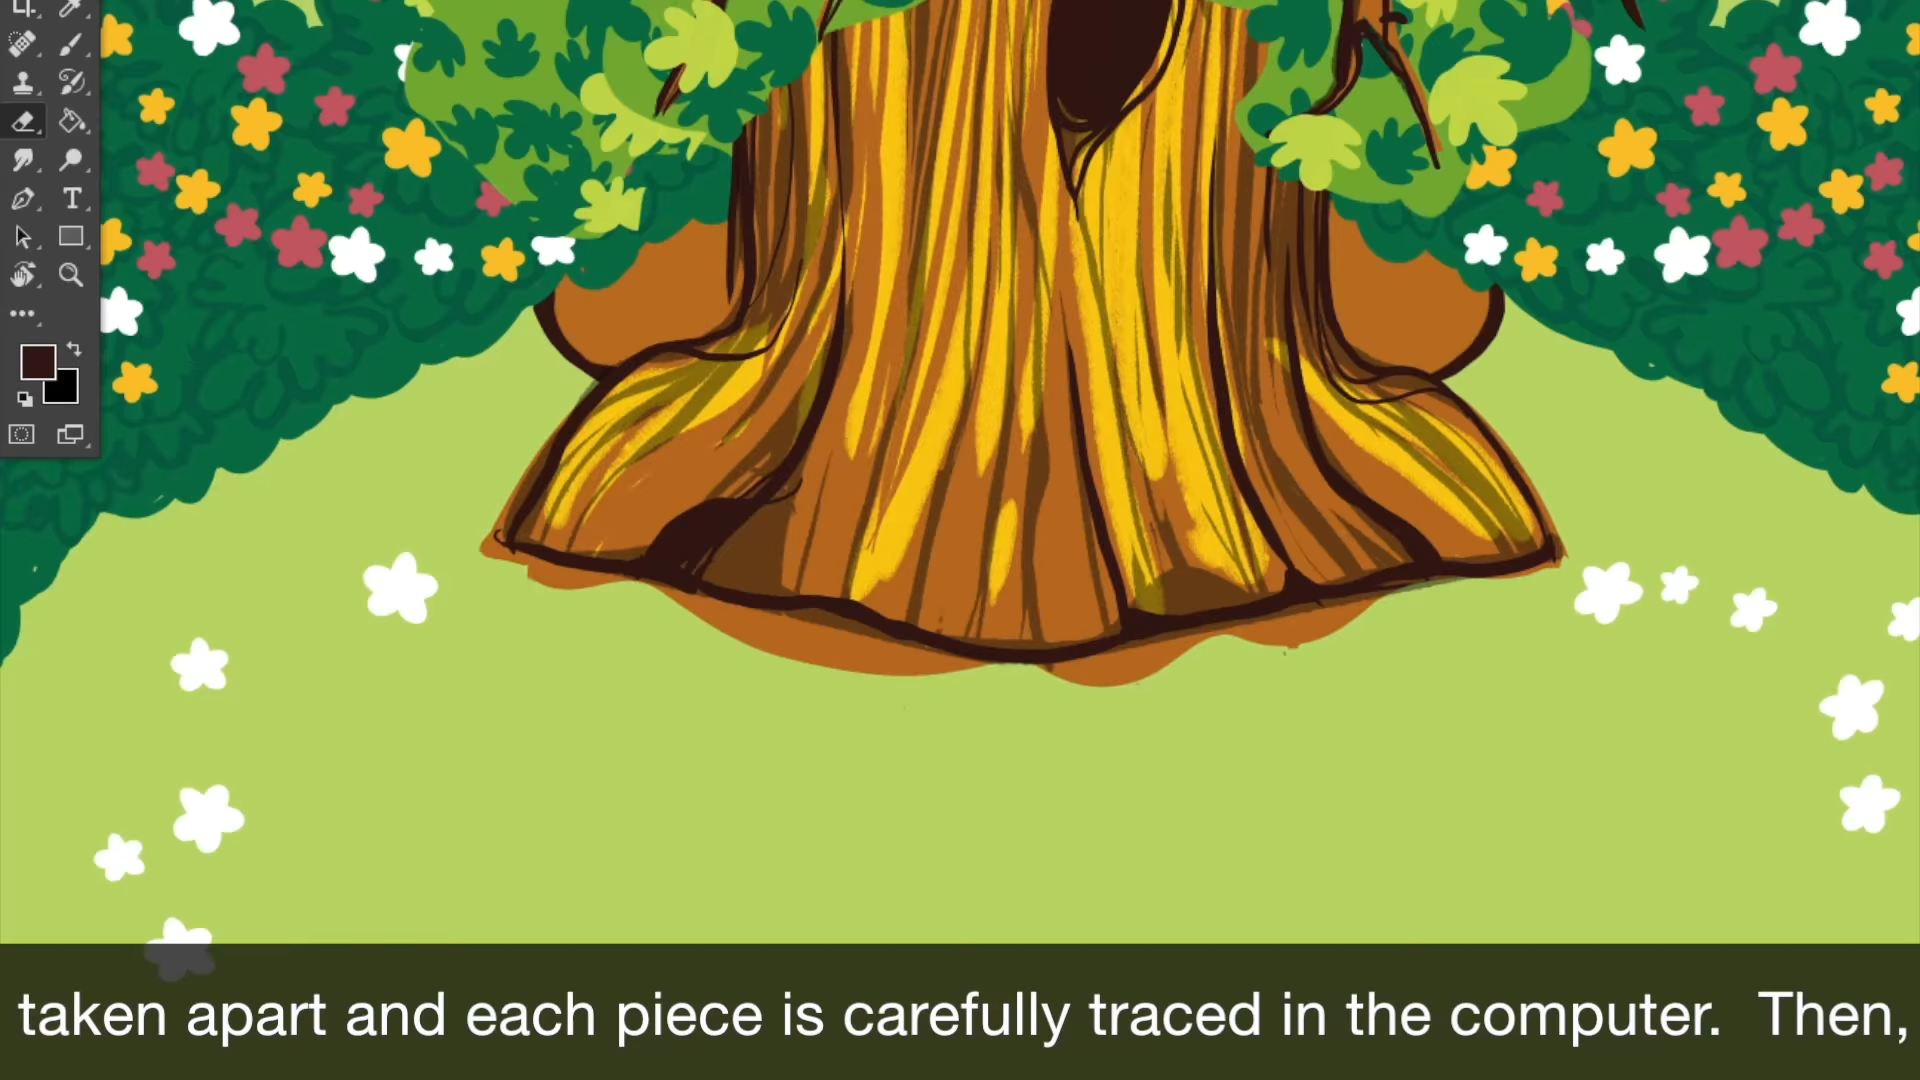 taken apart and each piece is carefully traced in the computer.  Then,